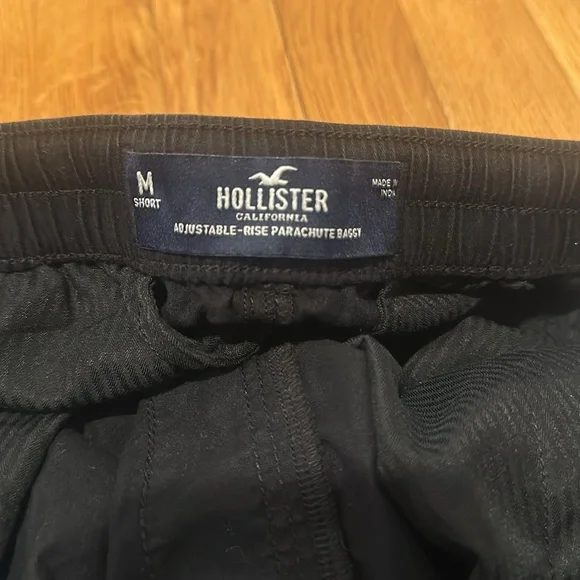 M
SHORT
HOLLISTER
CALIFORNIA
ADJUSTABLE-RISE PARACHUTE BAGGY
MADE IN
INDIA